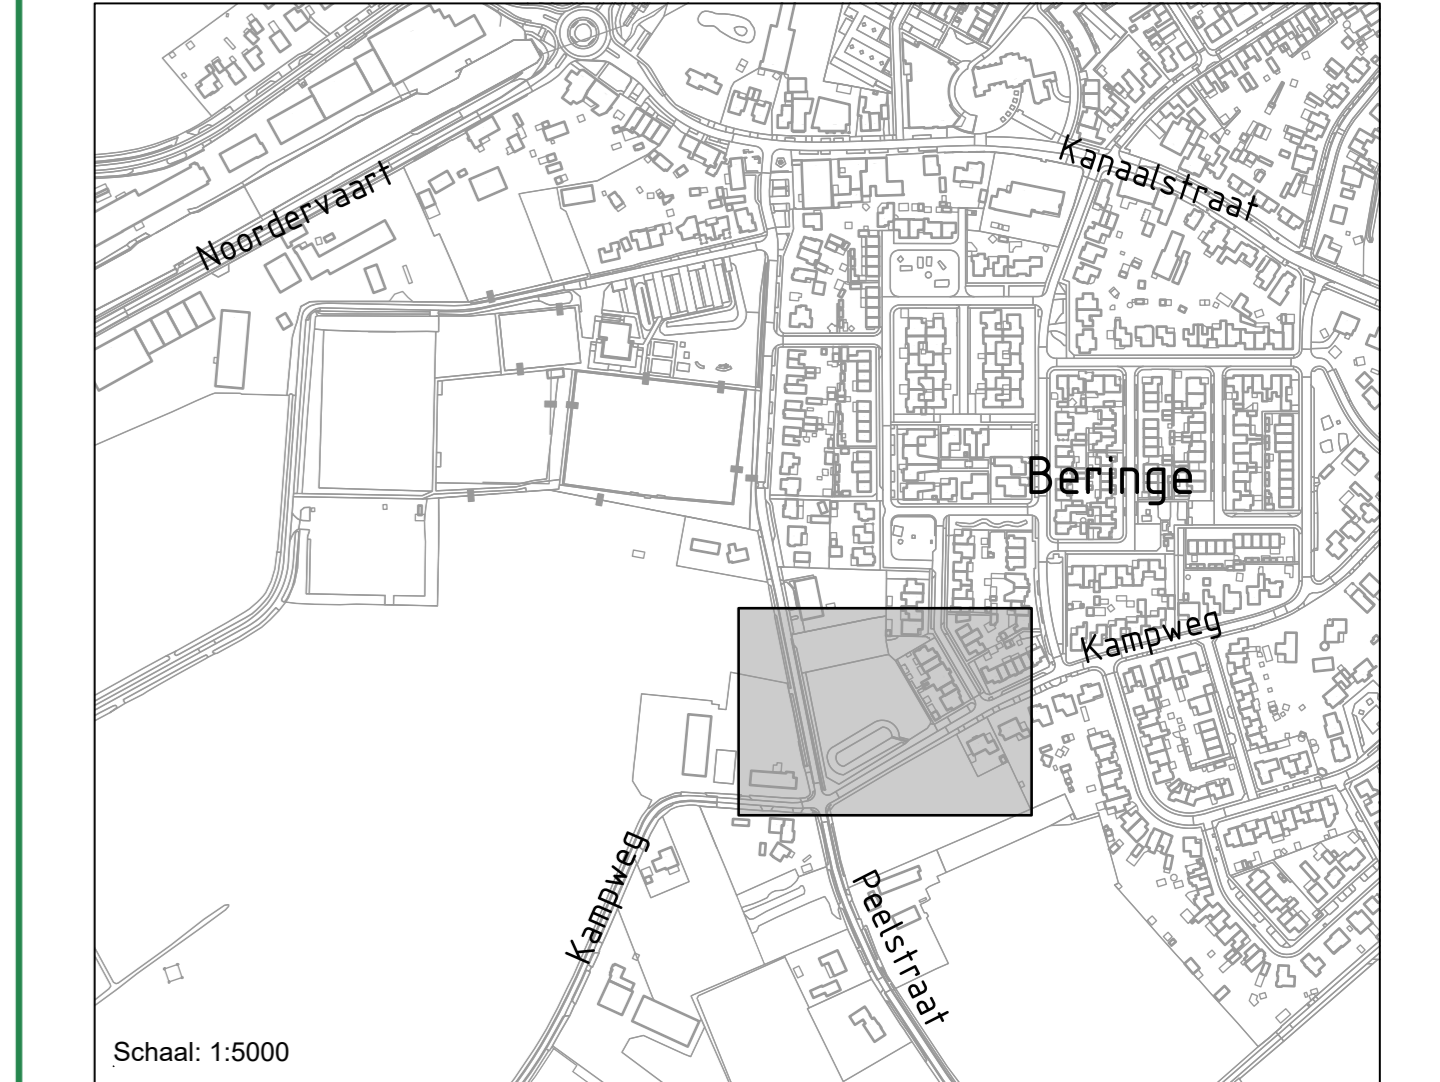 Kanaalstraat
Noordervaart
Beringe
Kampweg
Kampweg
Peelstraat
Schaal: 1:5000